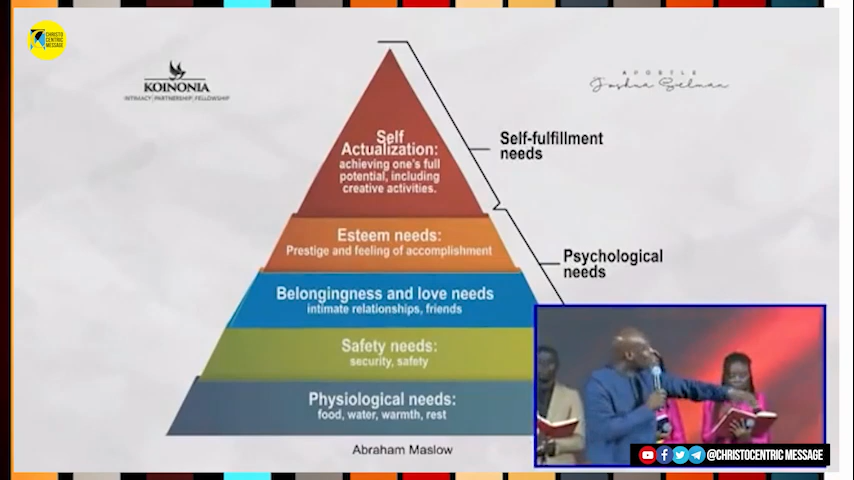 CHRISTO
CENTRIC
MESSAGE
KOINONIA
INTIMACY | PARTNERSHIP | FELLOWSHIP
APOSTLE
Joshua Selman
Self
Actualization:
achieving one's full
potential, including
creative activities.
Self-fulfillment
needs
Esteem needs:
Prestige and feeling of accomplishment
Psychological
needs
Belongingness and love needs
intimate relationships, friends
Safety needs:
security, safety
Physiological needs:
food, water, warmth, rest
Abraham Maslow
@CHRISTOCENTRIC MESSAGE